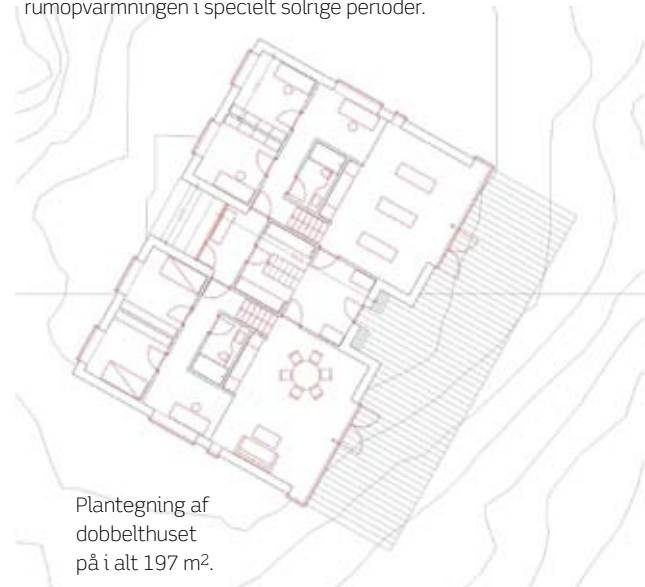 rumopvarmningen i specielt solrige perioder.
Plantegning af
dobbelthuset
på i alt 197 m².